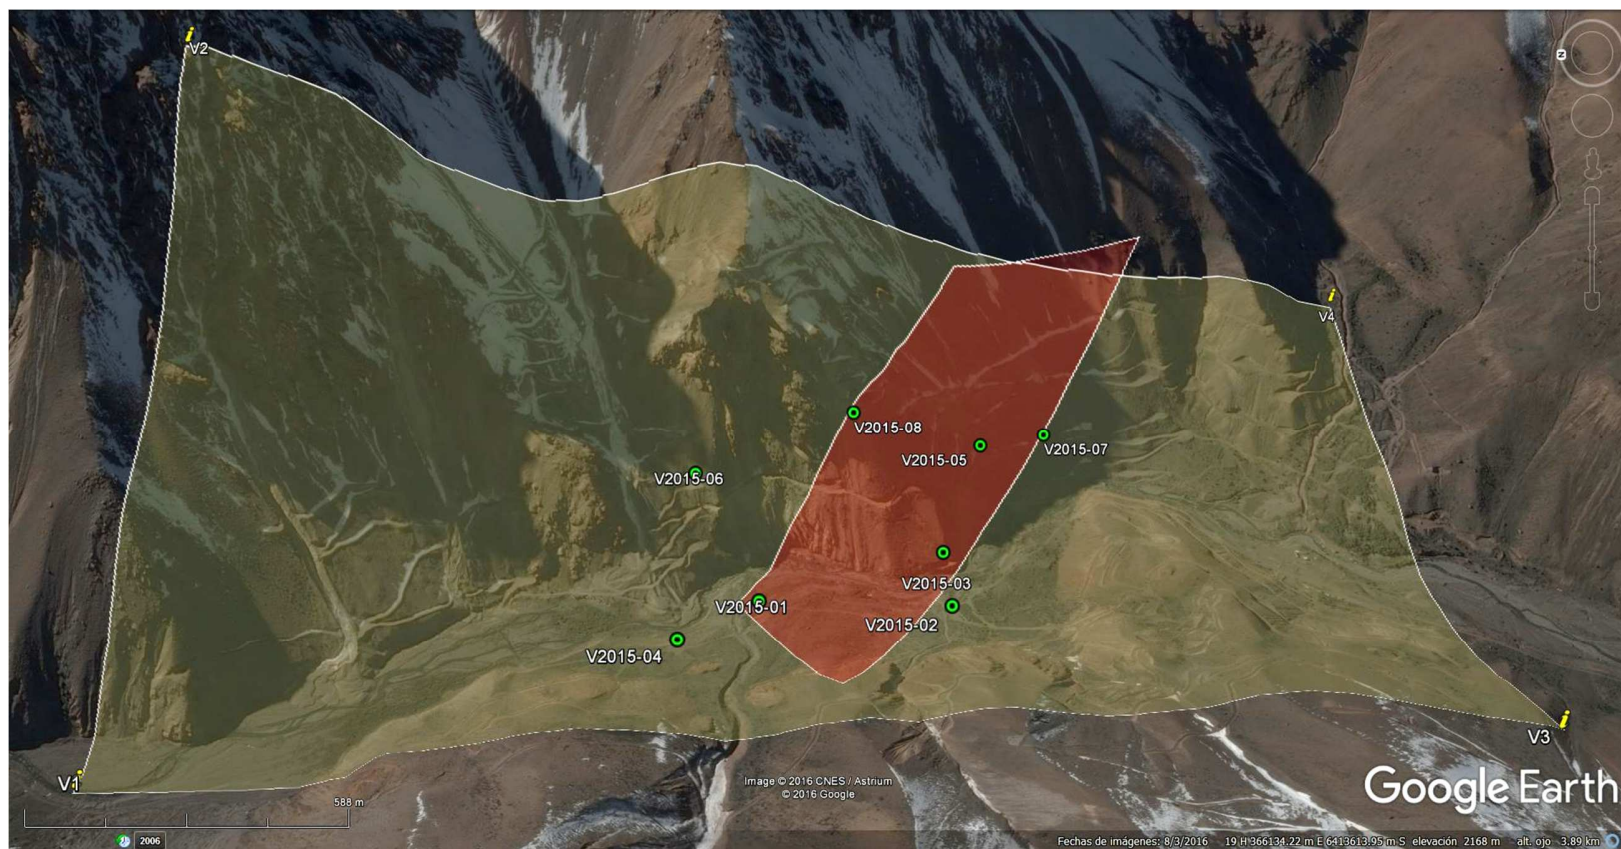 V2
N
V4
V2015-08
V2015-07
V2015-05
V2015-06
V2015-03
V2015-01
V2015-02
V2015-04
V3
V1
Image © 2016 CNES / Astrium
© 2016 Google
Google Earth
588 m
2006
Fechas de imágenes: 8/3/2016 19 H 366134.22 m E 6413613.95 m S elevación 2168 m alt. ojo 3.89 km